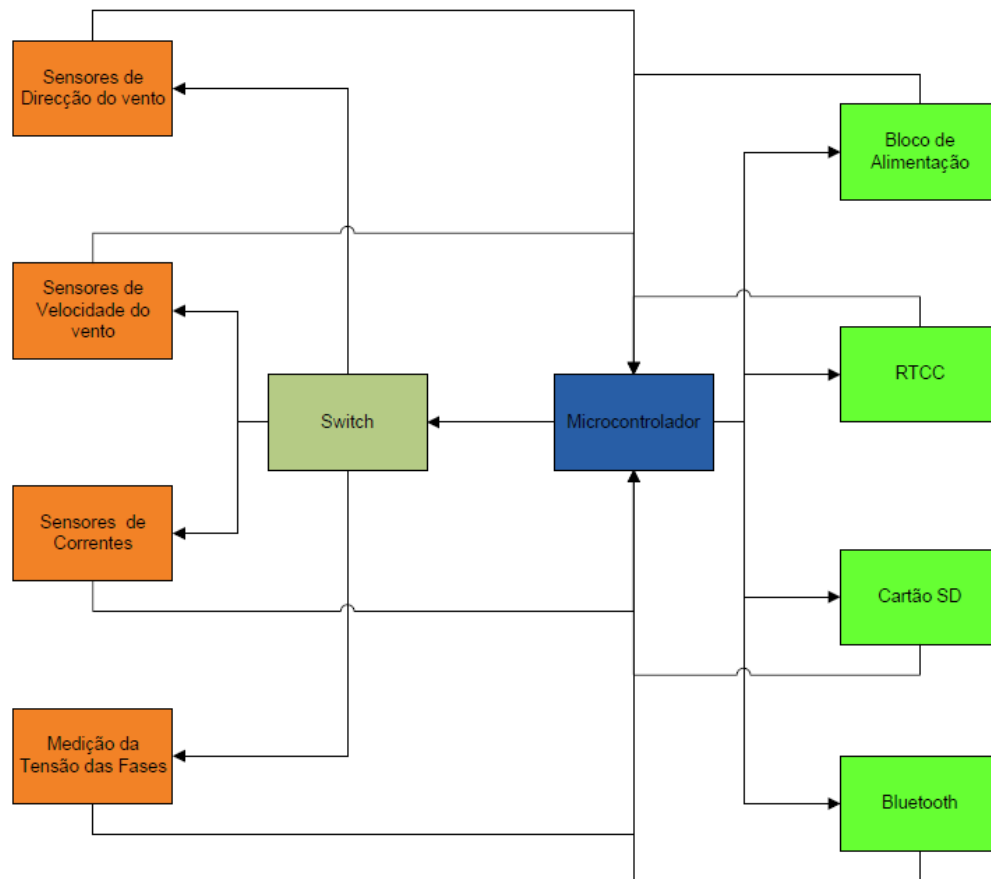 Sensores de
Direcção do vento
Bloco de
Alimentação
Sensores de
Velocidade do
vento
RTCC
Switch
Microcontrolador
Sensores de
Correntes
Cartão SD
Medição da
Tensão das Fases
Bluetooth